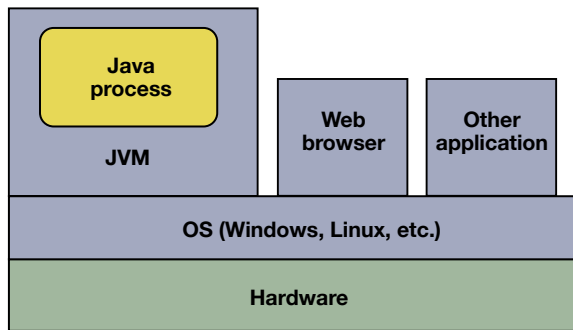 Java
process
JVM
Web
browser
Other
application
OS (Windows, Linux, etc.)
Hardware